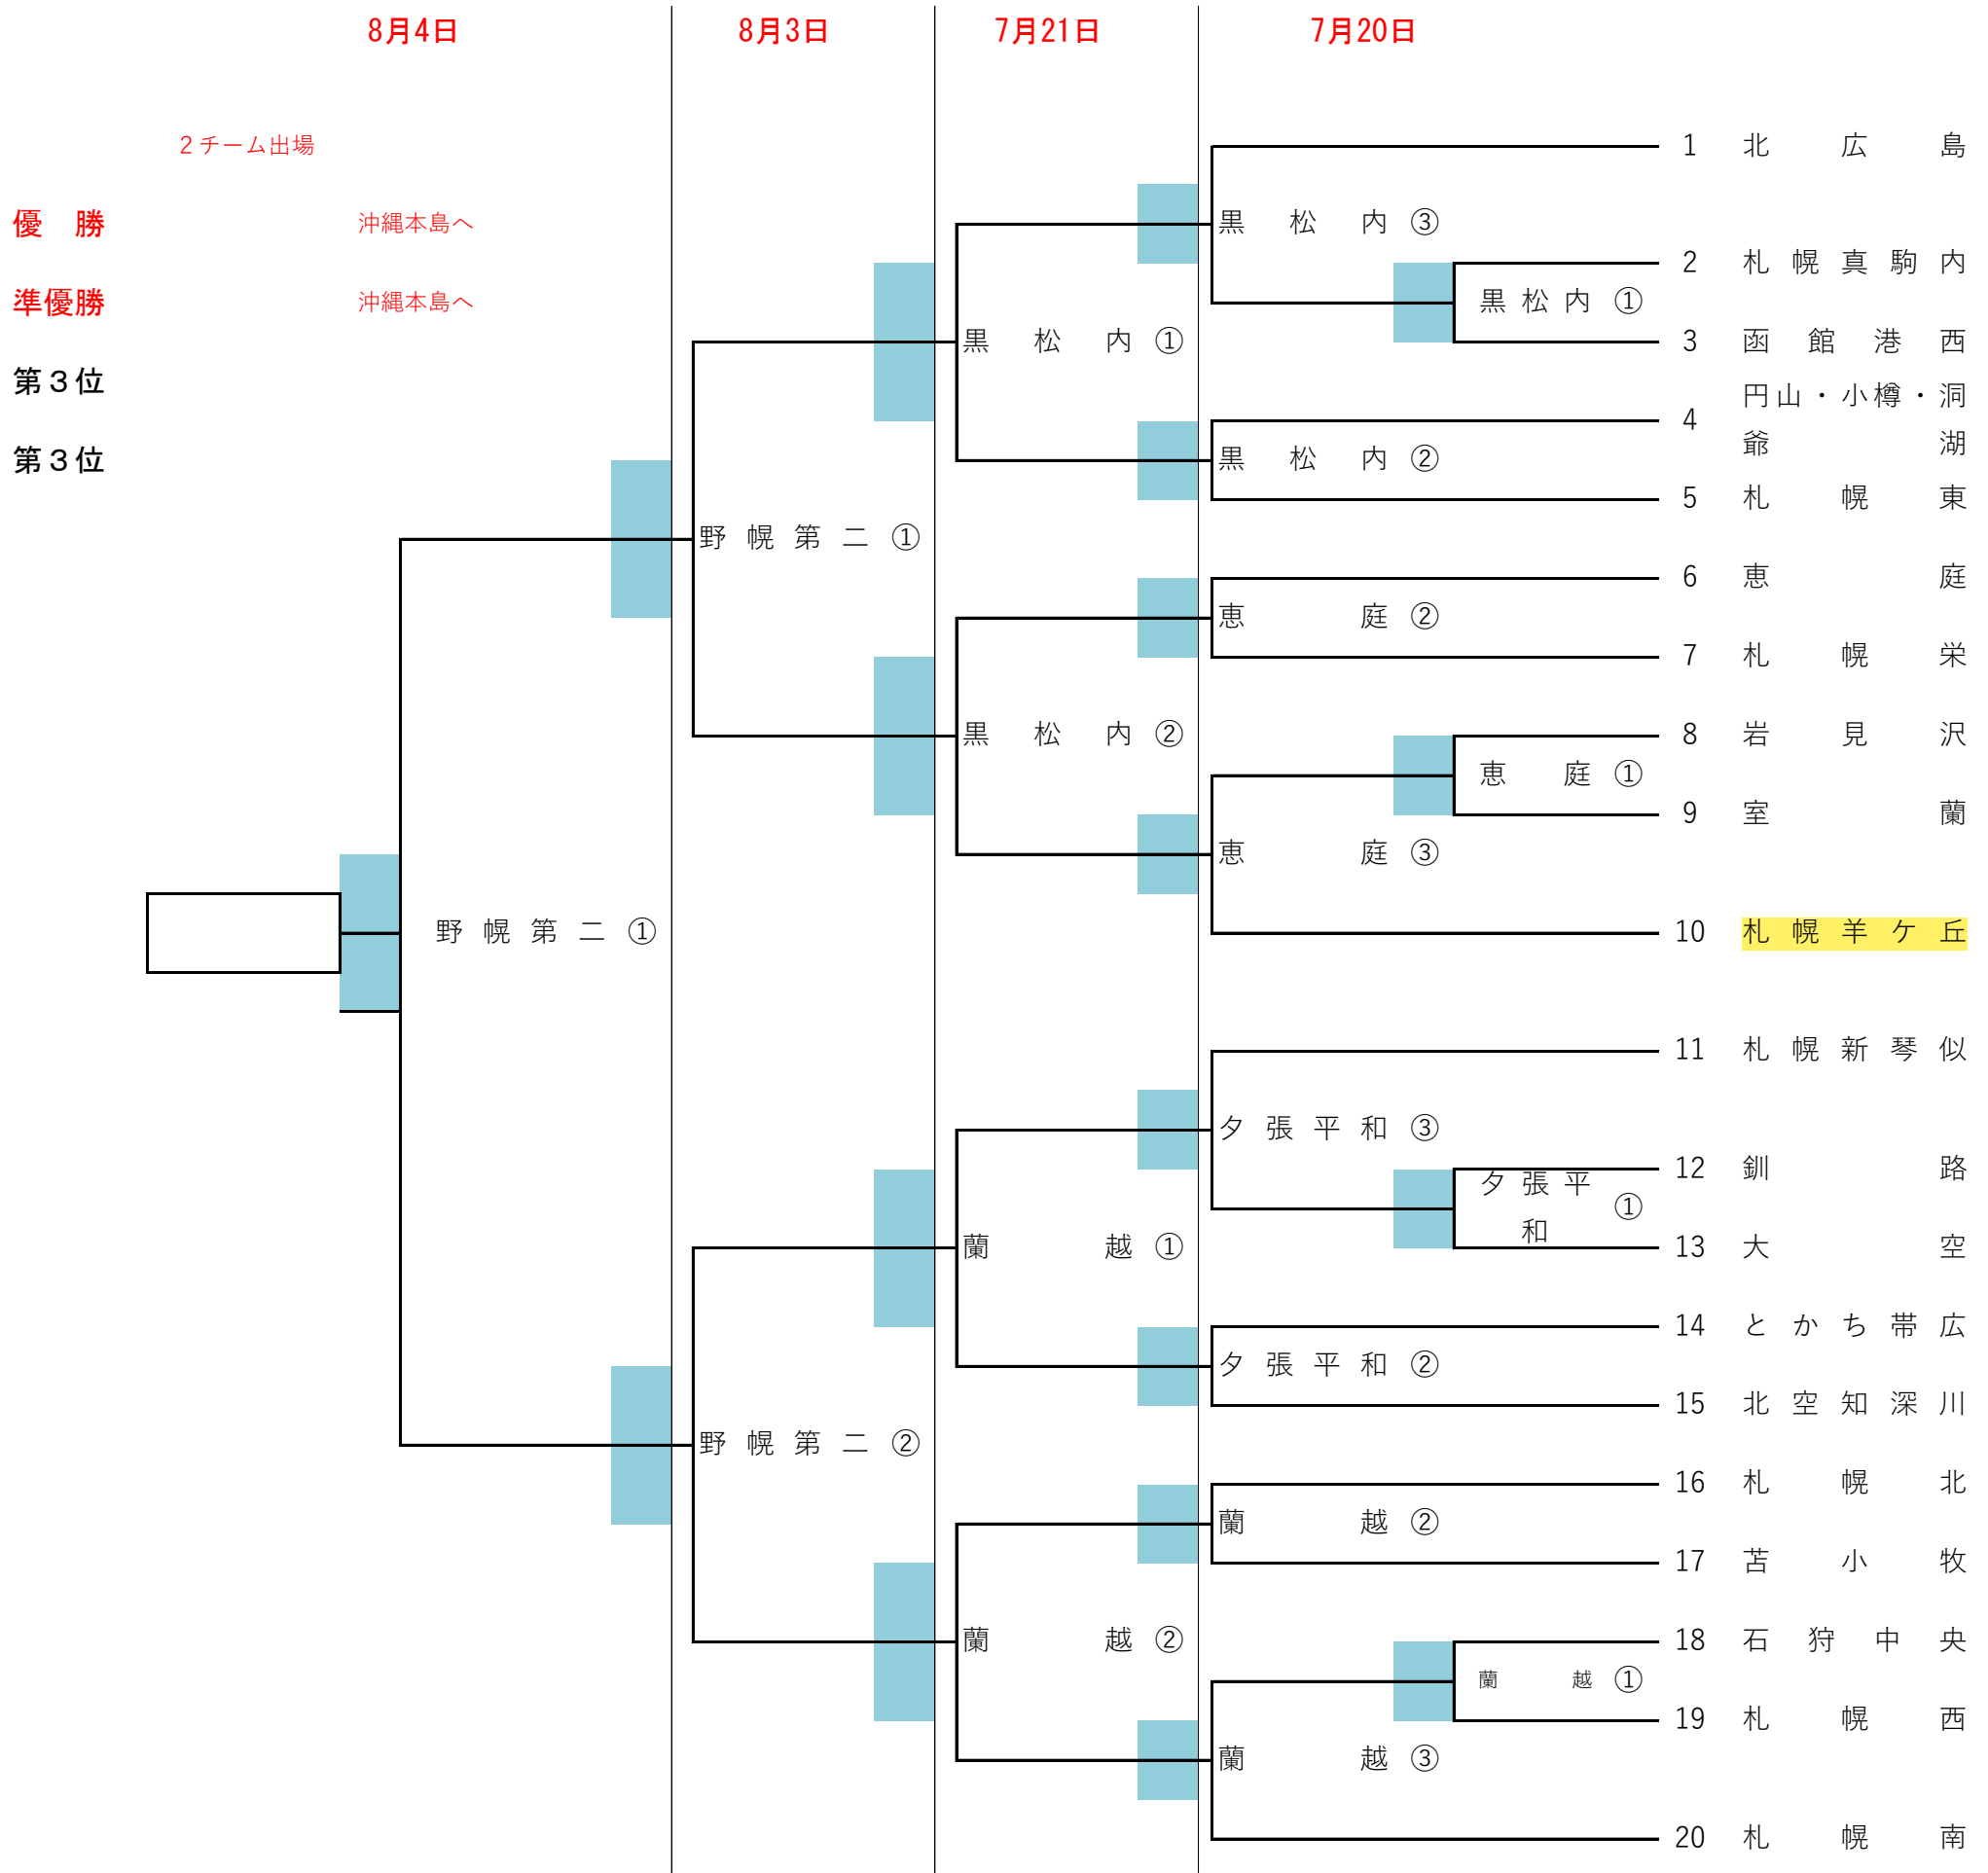 8月4日 8月3日 7月21日 7月20日
２チーム出場
1 北広島
優　勝 沖縄本島へ
黒松内 ③
2 札幌真駒内
準優勝 沖縄本島へ
黒松内 ①
黒松内 ①
3 函館港西
第３位
4 円山・小樽・洞
爺湖
第３位
黒松内 ②
5 札幌東
野幌第二 ①
6 恵庭
恵庭 ②
7 札幌栄
黒松内 ②
8 岩見沢
恵庭 ①
9 室蘭
恵庭 ③
野幌第二 ①
10 札幌羊ケ丘
11 札幌新琴似
夕張平和 ③
12 釧路
夕張平
和 ①
蘭越 ①
13 大空
14 とかち帯広
夕張平和 ②
15 北空知深川
野幌第二 ②
16 札幌北
蘭越 ②
17 苫小牧
蘭越 ②
18 石狩中央
蘭越 ①
19 札幌西
蘭越 ③
20 札幌南